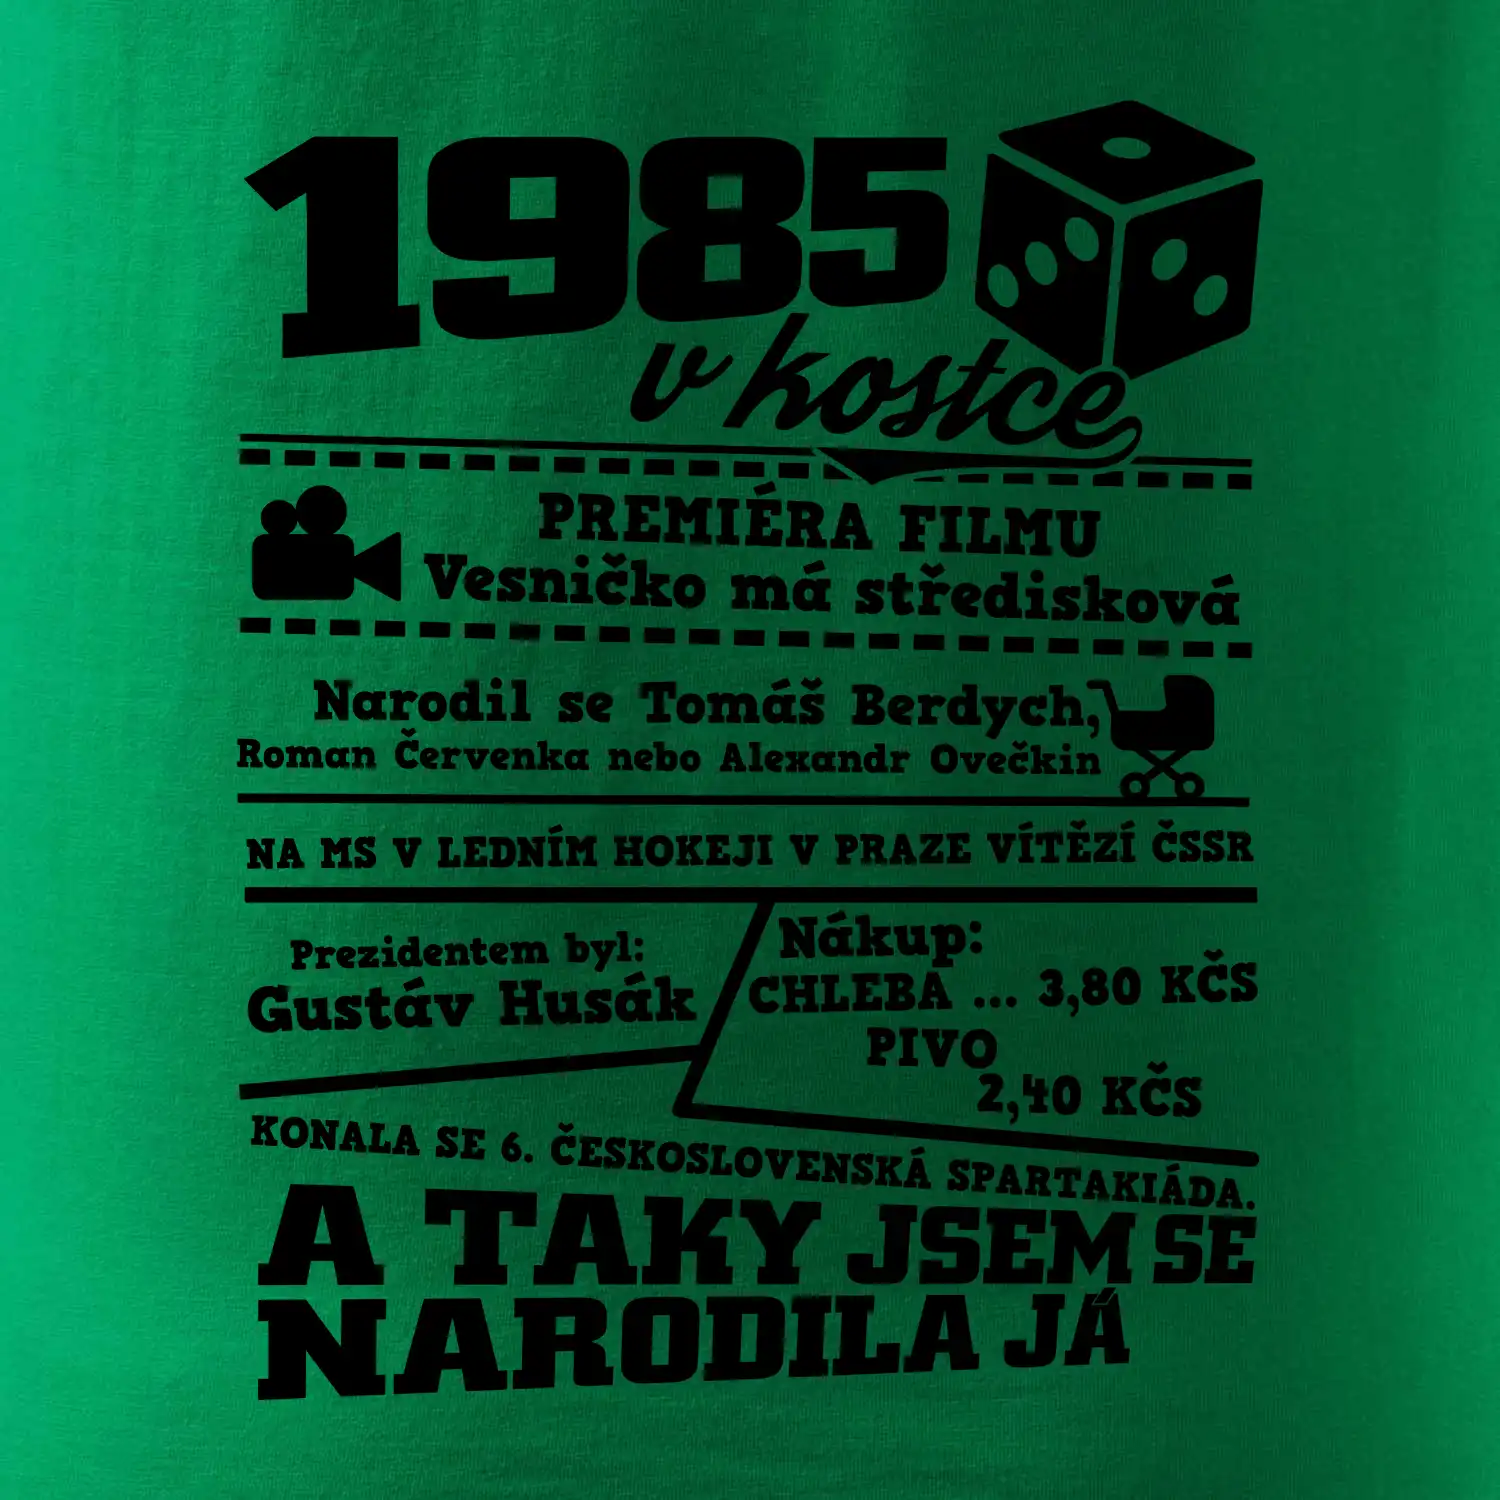 1985
v kostce
PREMIÉRA FILMU
Vesničko má středisková
Narodil se Tomáš Berdych,
Roman Červenka nebo Alexandr Ovečkin
NA MS V LEDNÍM HOKEJI V PRAZE VÍTĚZÍ ČSSR
Prezidentem byl:
Gustáv Husák
Nákup:
CHLEBA ... 3,80 KČS
PIVO
2,40 KČS
KONALA SE 6. ČESKOSLOVENSKÁ SPARTAKIÁDA.
A TAKY JSEM SE
NARODILA JÁ